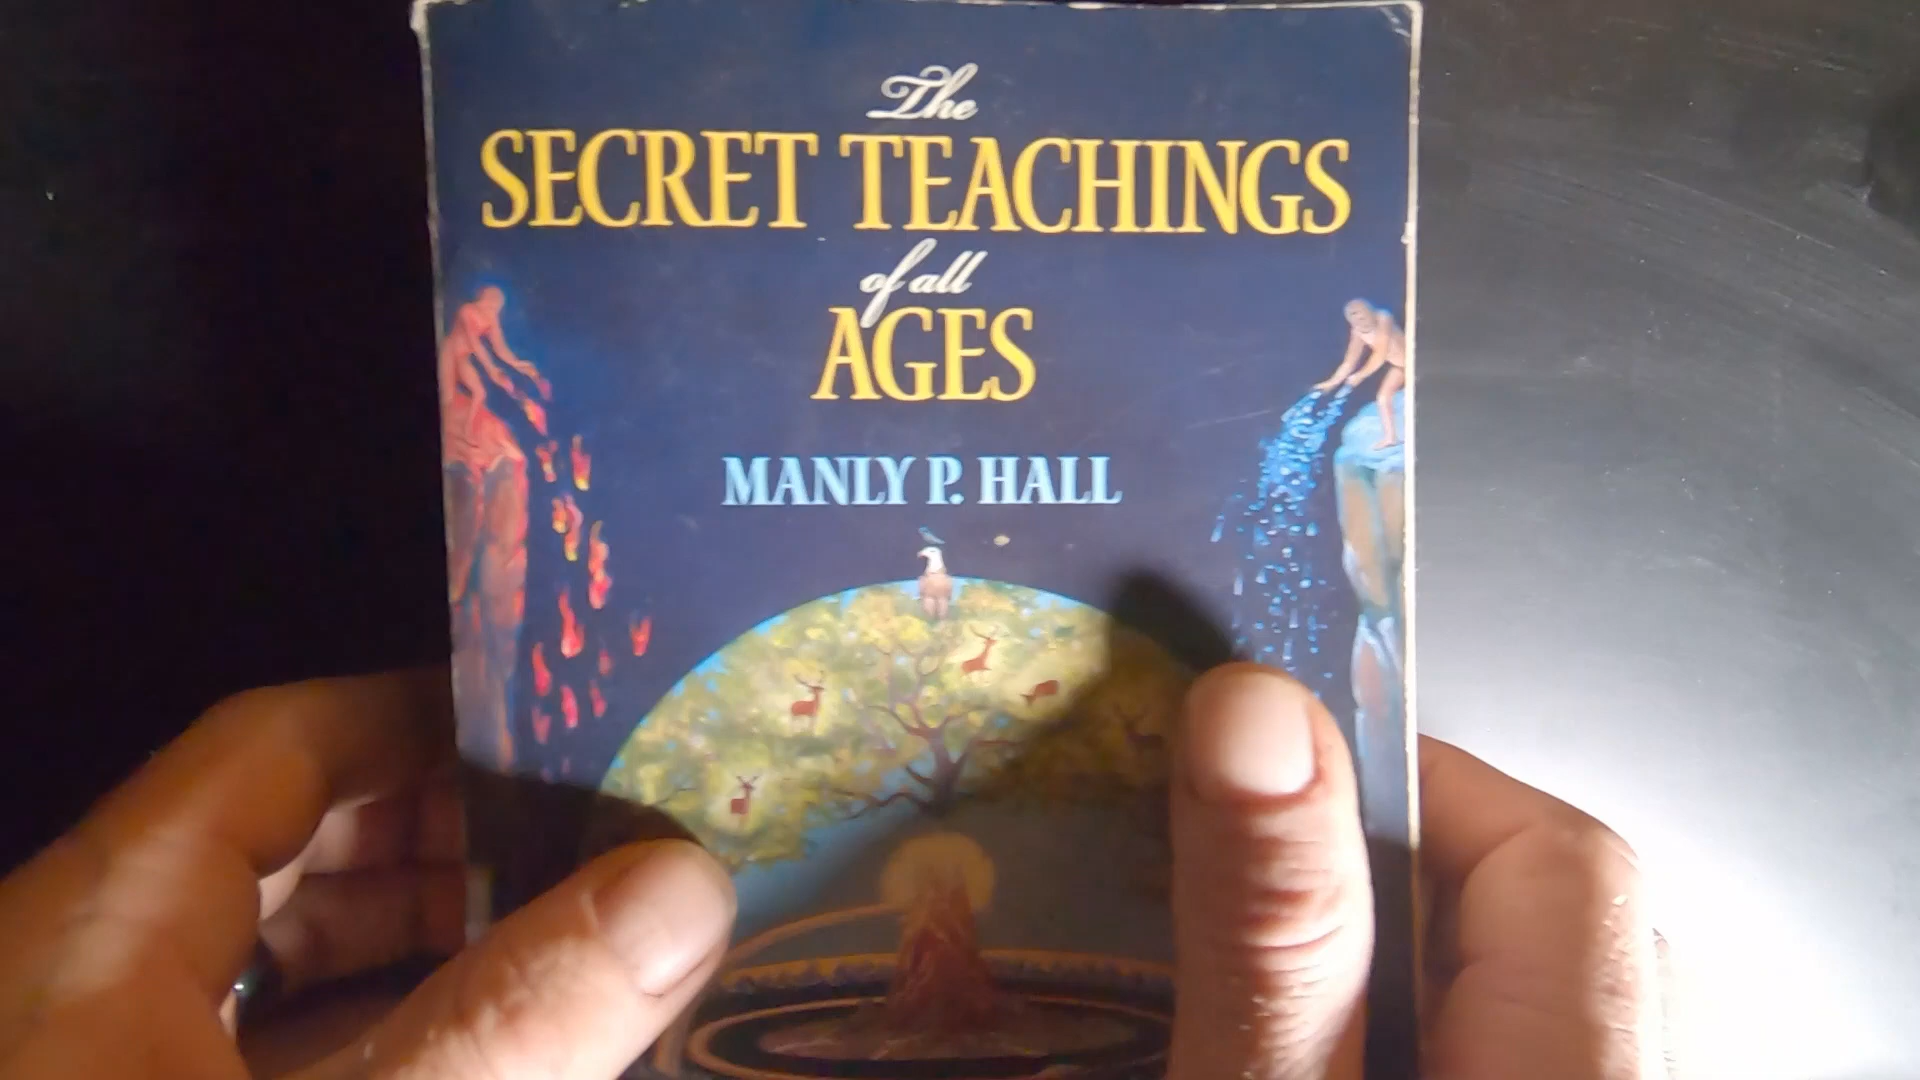 The
SECRET TEACHINGS
of all
AGES
MANLY P. HALL